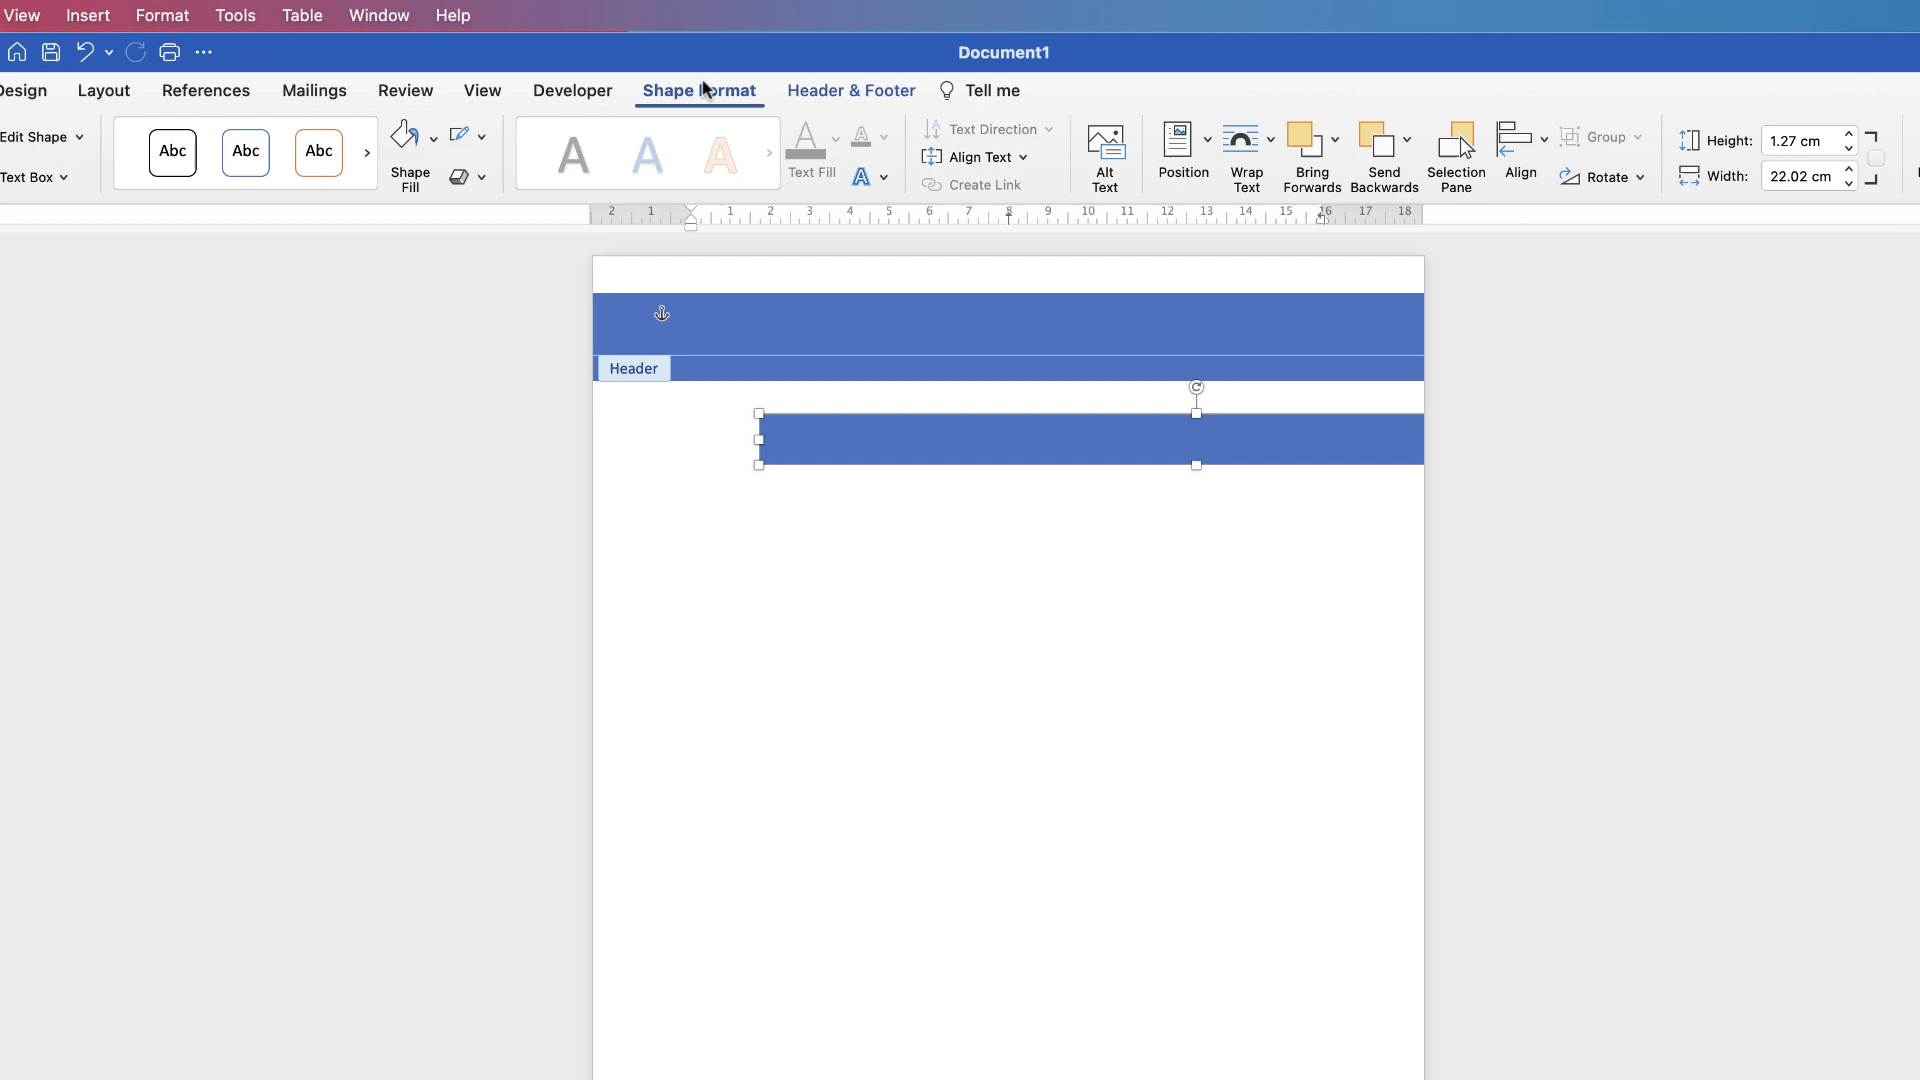 View Insert Format Tools Table Window Help
Document1
Design Layout References Mailings Review View Developer Shape Format Header & Footer Tell me
Edit Shape
Text Box
Abc Abc Abc
Shape
Fill
A A A
A
Text Fill
A
A
Text Direction
Align Text
Create Link
Alt
Text
Position
Wrap
Text
Bring
Forwards
Send
Backwards
Selection
Pane
Align
Group
Rotate
Height: 1.27 cm
Width: 22.02 cm
2 1 1 2 3 4 5 6 7 8 9 10 11 12 13 14 15 16 17 18
Header